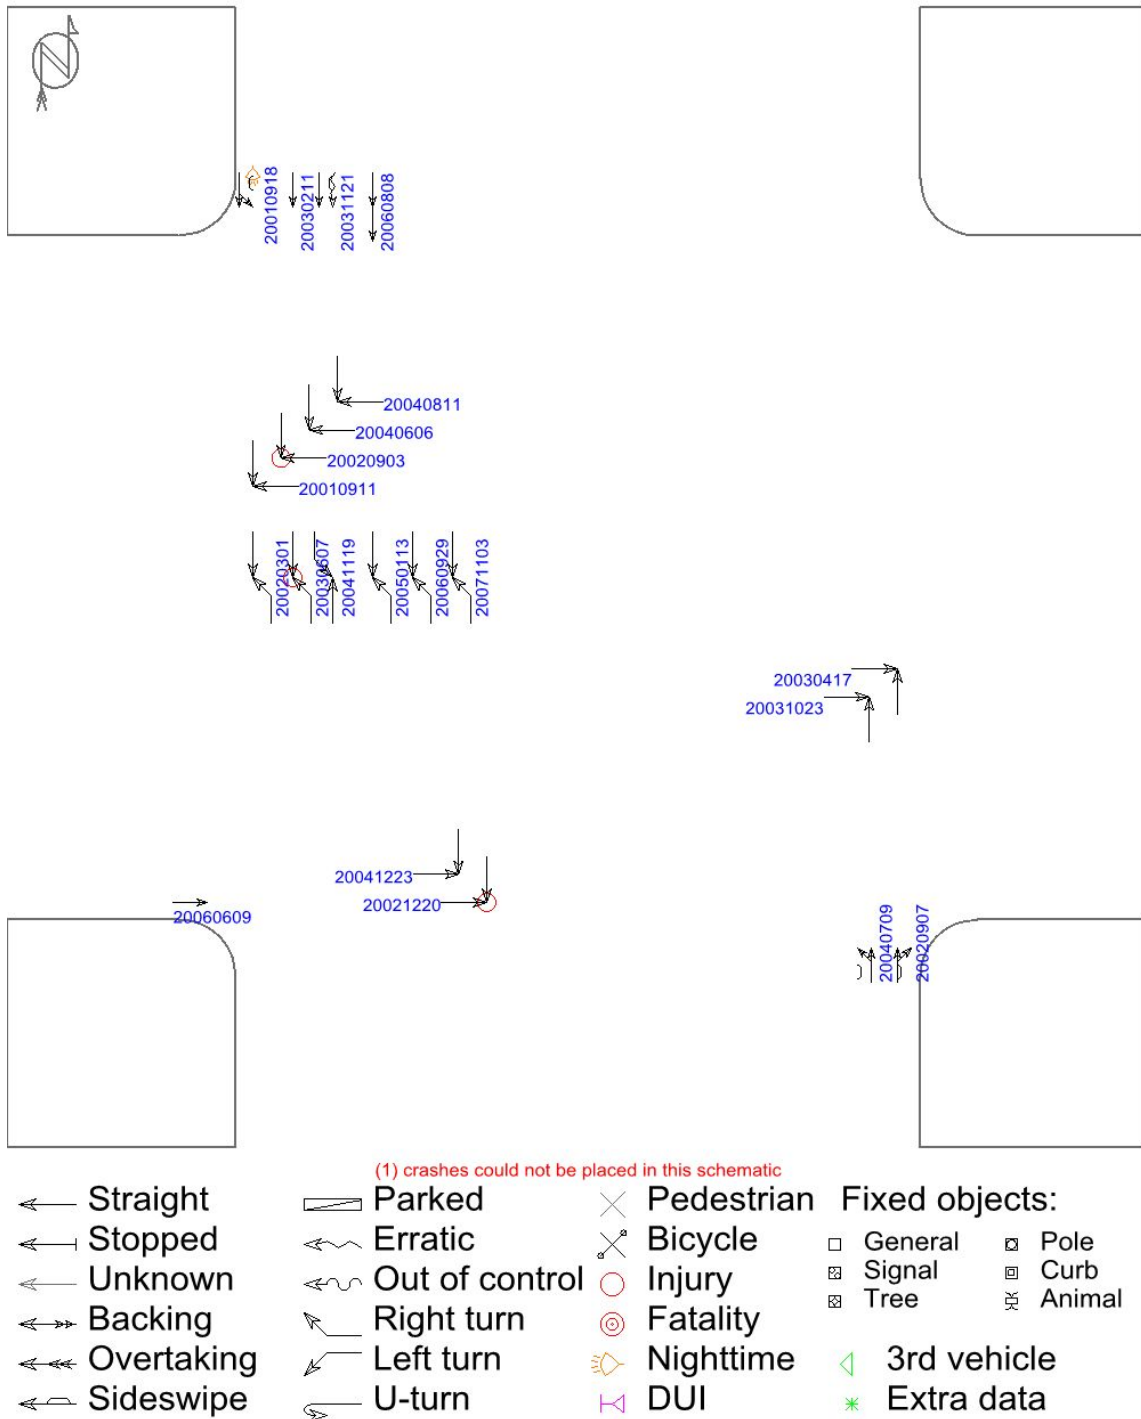 N
20010918
20030211
20031121
20060808
20040811
20040606
20020903
20010911
20020301
20030607
20041119
20050113
20060929
20071103
20030417
20031023
20041223
20021220
20060609
20040709
20020907
(1) crashes could not be placed in this schematic
Straight Parked Pedestrian Fixed objects:
Stopped Erratic Bicycle General Pole
Unknown Out of control Injury Signal Curb
Backing Right turn Fatality Tree Animal
Overtaking Left turn Nighttime 3rd vehicle
Sideswipe U-turn DUI Extra data